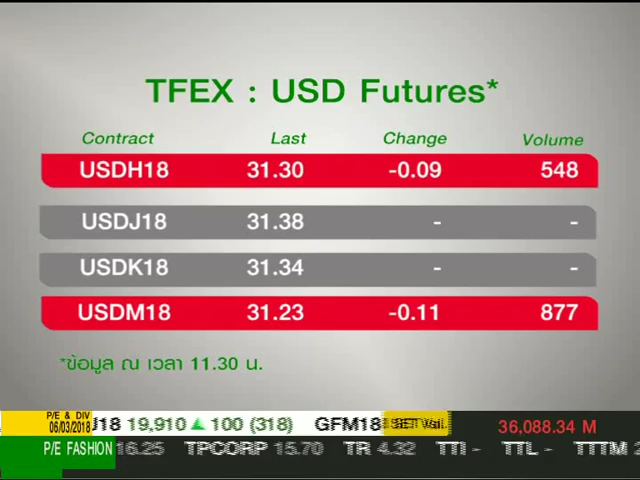 TFEX : USD Futures*
Contract Last Change Volume
USDH18 31.30 -0.09 548
USDJ18 31.38 - -
USDK18 31.34 - -
USDM18 31.23 -0.11 877
*ข้อมูล ณ เวลา 11.30 น.
P/E & DIV
06/03/2018 J18 19,910 ▲ 100 (318) GFM18 SET Val. 36,088.34 M
P/E FASHION 16.25 TPCORP 15.70 TR 4.32 TTI - TTL - TTTM